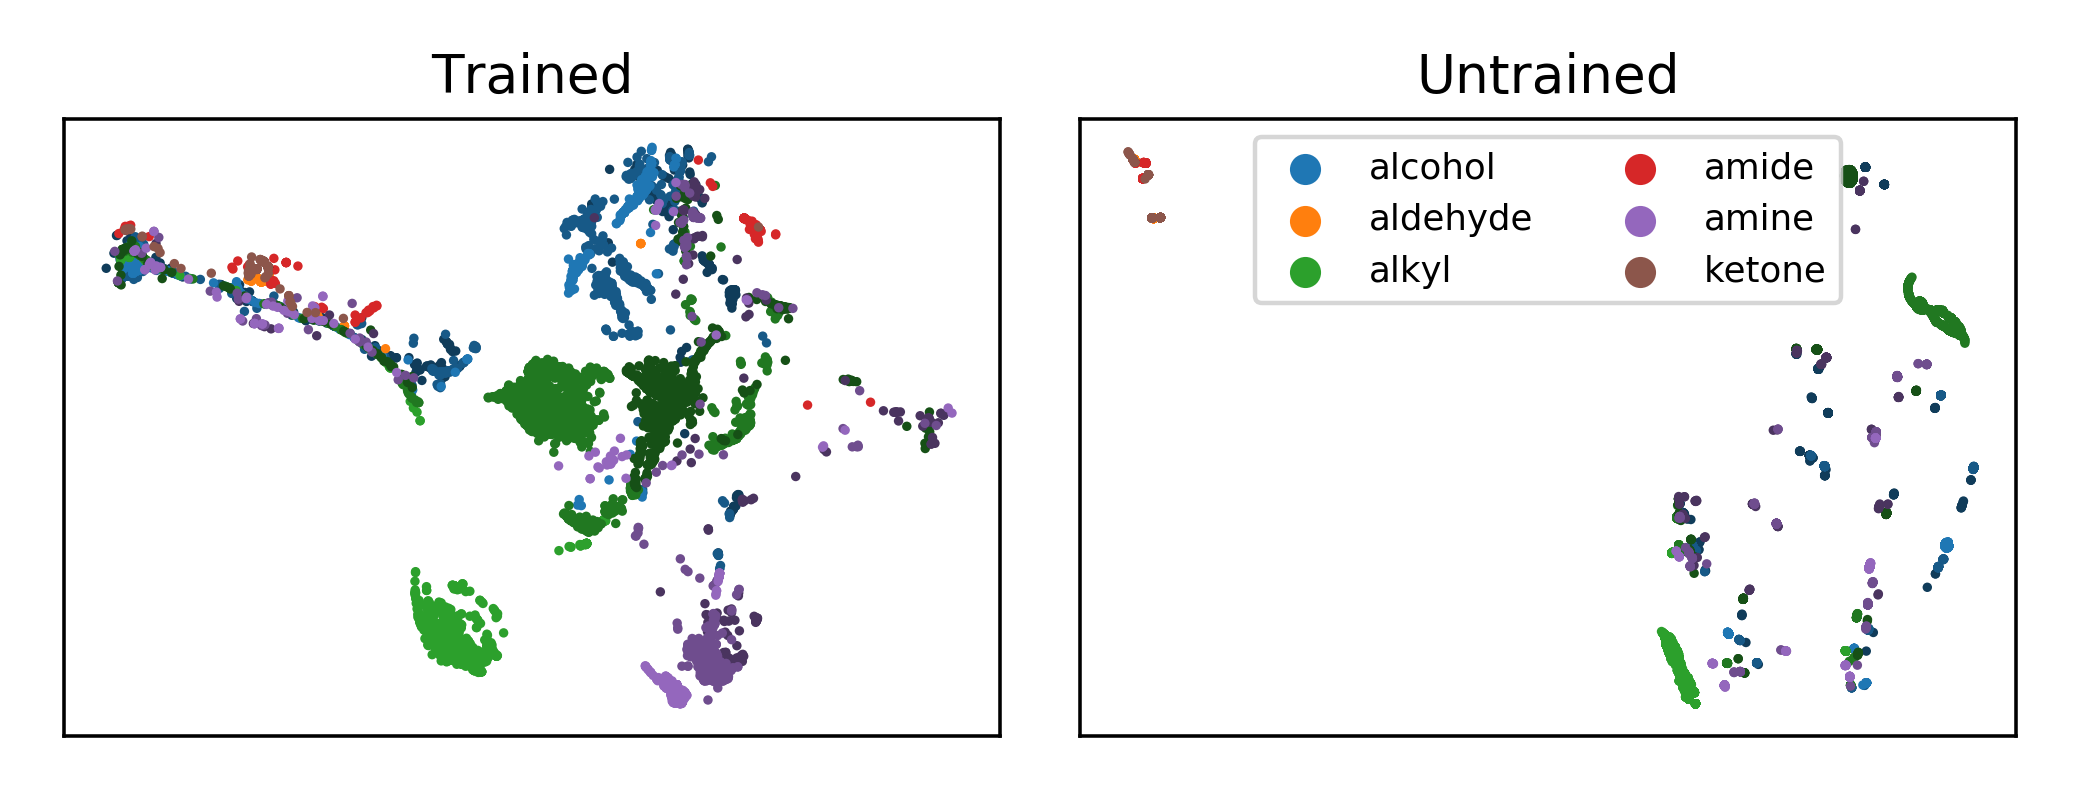 Trained
Untrained
alcohol
aldehyde
alkyl
amide
amine
ketone